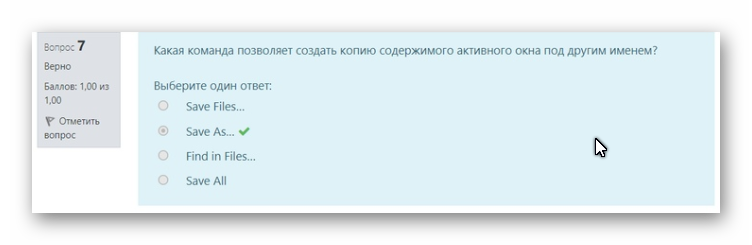 Вопрос 7
Верно
Баллов: 1,00 из
1,00
Отметить
вопрос
Какая команда позволяет создать копию содержимого активного окна под другим именем?
Выберите один ответ:
Save Files...
Save As...
Find in Files...
Save All